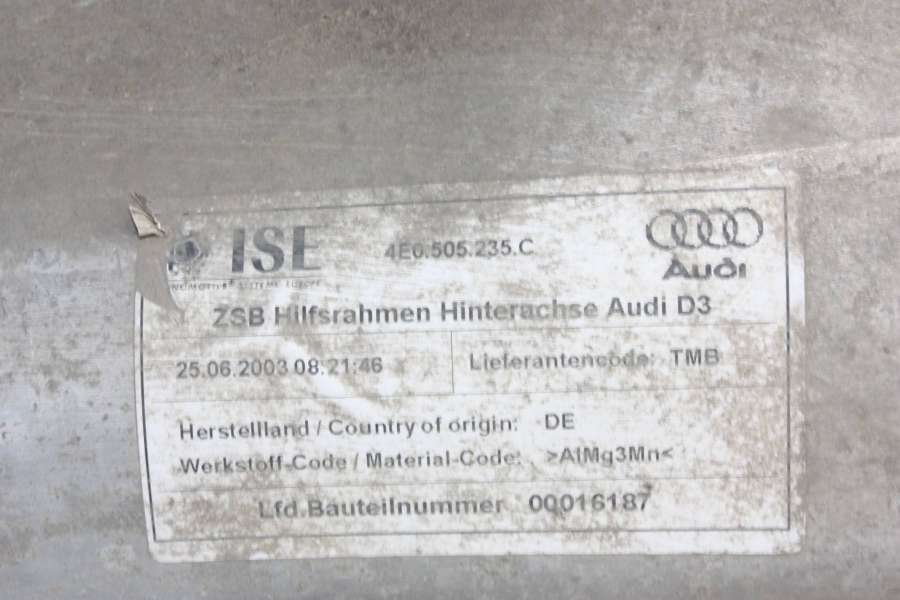 ISE
4E0.505.235.C
Audi
ZSB Hilfsrahmen Hinterachse Audi D3
25.06.2003 08:21:46
Lieferantencode: TMB
Herstellland / Country of origin: DE
Werkstoff-Code / Material-Code: >AlMg3Mn<
Lfd.Bauteilnummer 00016187